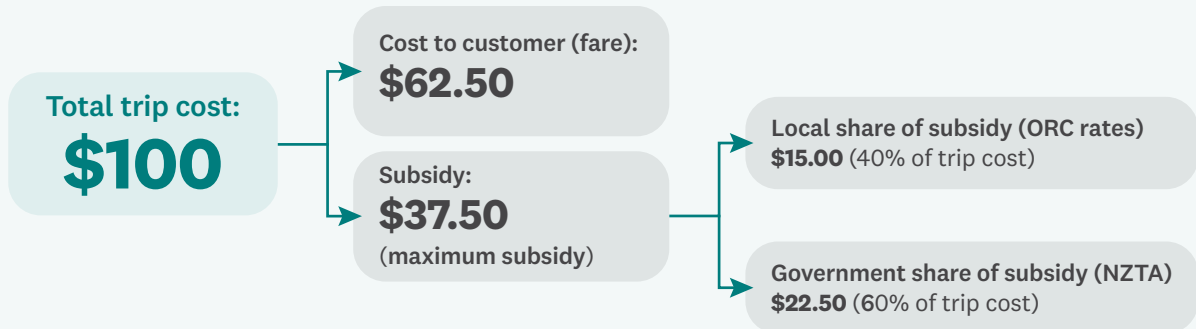 Total trip cost:
$100
Cost to customer (fare):
$62.50
Subsidy:
$37.50
(maximum subsidy)
Local share of subsidy (ORC rates)
$15.00 (40% of trip cost)
Government share of subsidy (NZTA)
$22.50 (60% of trip cost)